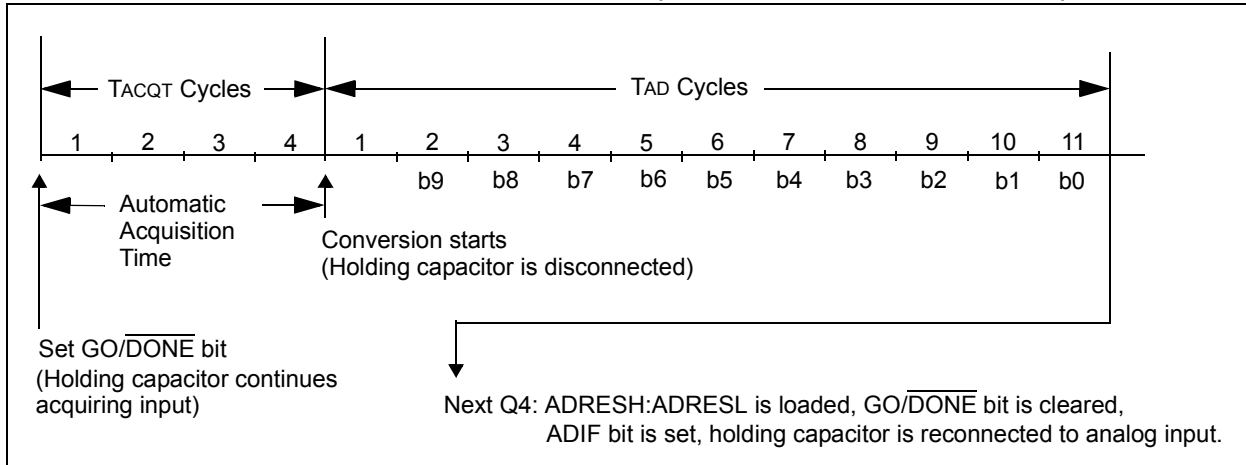 TACQT Cycles
TAD Cycles
1 2 3 4 1 2 3 4 5 6 7 8 9 10 11
b9 b8 b7 b6 b5 b4 b3 b2 b1 b0
Automatic
Acquisition
Time
Conversion starts
(Holding capacitor is disconnected)
Set GO/DONE bit
(Holding capacitor continues
acquiring input)
Next Q4: ADRESH:ADRESL is loaded, GO/DONE bit is cleared,
ADIF bit is set, holding capacitor is reconnected to analog input.